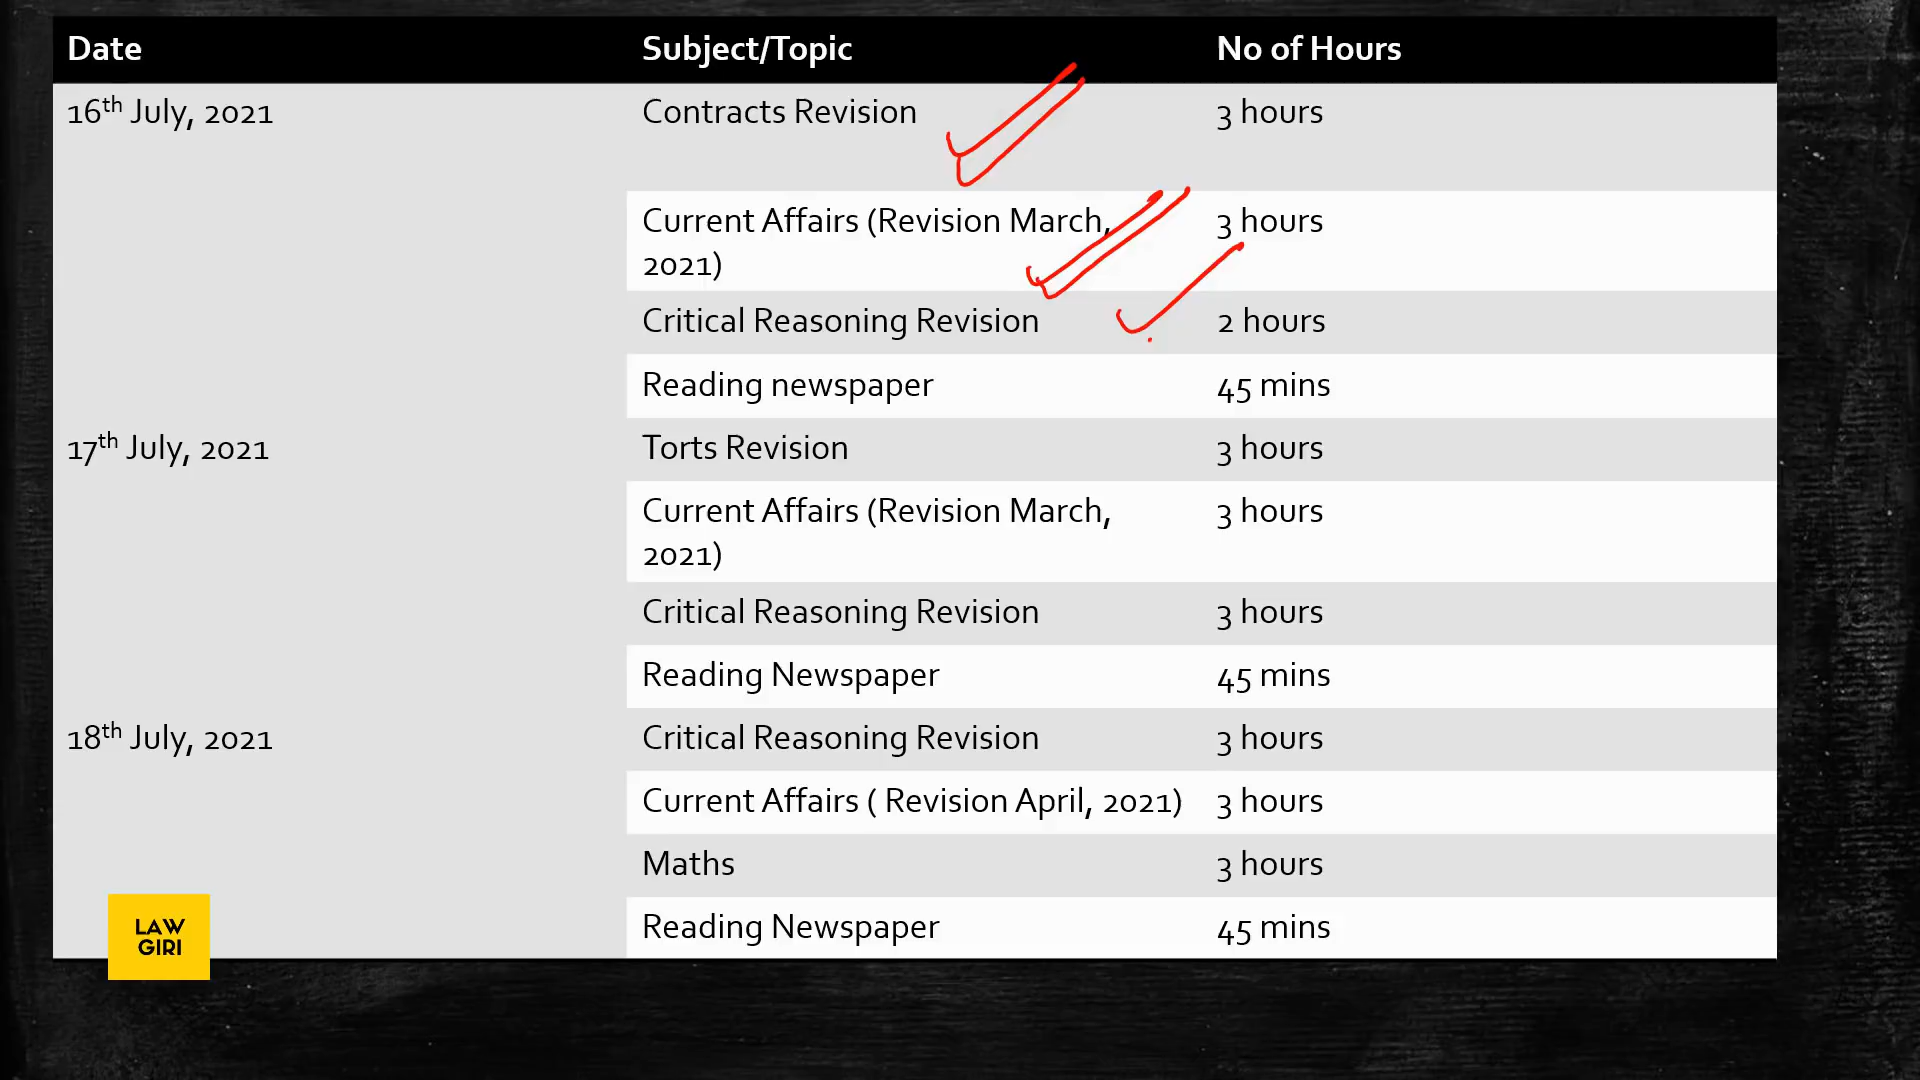 Date Subject/Topic No of Hours
16th July, 2021 Contracts Revision 3 hours
Current Affairs (Revision March, 3 hours
2021)
Critical Reasoning Revision 2 hours
Reading newspaper 45 mins
17th July, 2021 Torts Revision 3 hours
Current Affairs (Revision March, 3 hours
2021)
Critical Reasoning Revision 3 hours
Reading Newspaper 45 mins
18th July, 2021 Critical Reasoning Revision 3 hours
Current Affairs ( Revision April, 2021) 3 hours
Maths 3 hours
Reading Newspaper 45 mins
LAW
GIRI